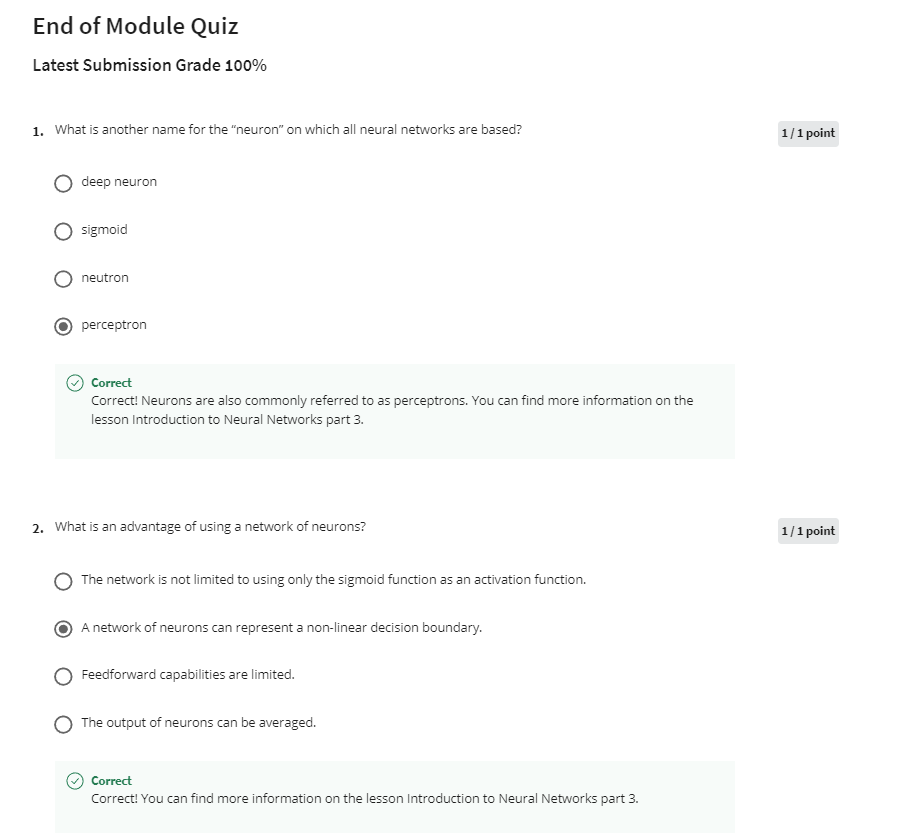 End of Module Quiz
Latest Submission Grade 100%
1. What is another name for the “neuron” on which all neural networks are based?
1 / 1 point
deep neuron
sigmoid
neutron
perceptron
Correct
Correct! Neurons are also commonly referred to as perceptrons. You can find more information on the
lesson Introduction to Neural Networks part 3.
2. What is an advantage of using a network of neurons?
1 / 1 point
The network is not limited to using only the sigmoid function as an activation function.
A network of neurons can represent a non-linear decision boundary.
Feedforward capabilities are limited.
The output of neurons can be averaged.
Correct
Correct! You can find more information on the lesson Introduction to Neural Networks part 3.